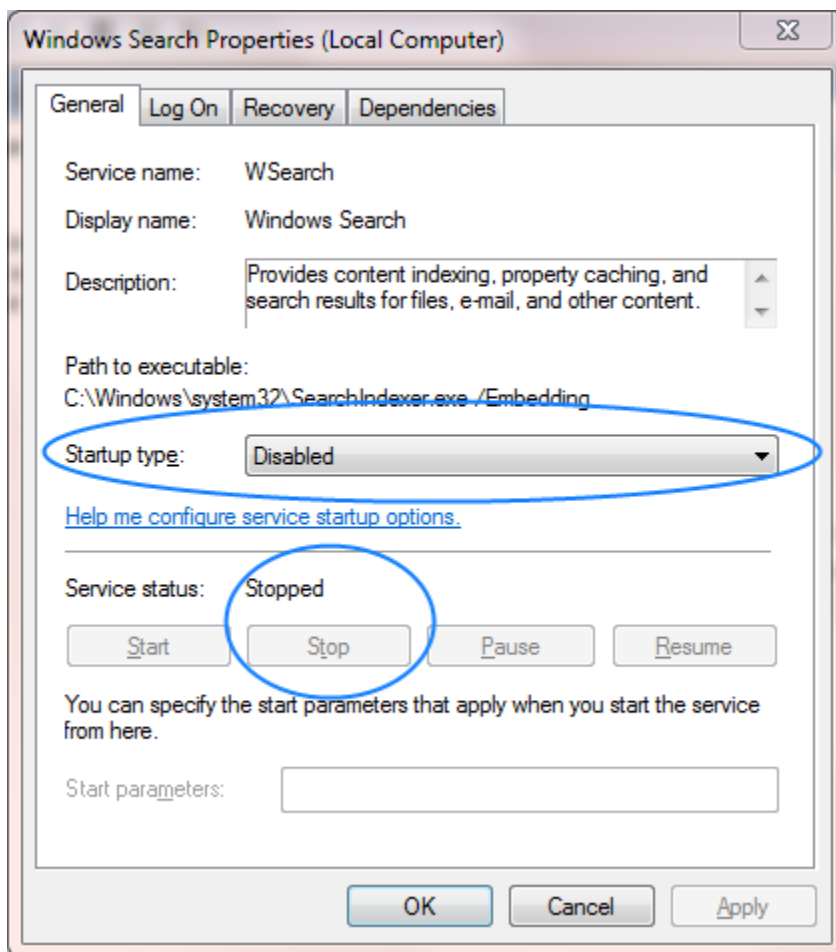 Windows Search Properties (Local Computer)
General Log On Recovery Dependencies
Service name: WSearch
Display name: Windows Search
Description: Provides content indexing, property caching, and
search results for files, e-mail, and other content.
Path to executable:
C:\Windows\system32\SearchIndexer.exe /Embedding
Startup type: Disabled
Help me configure service startup options.
Service status: Stopped
Start Stop Pause Resume
You can specify the start parameters that apply when you start the service
from here.
Start parameters:
OK Cancel Apply